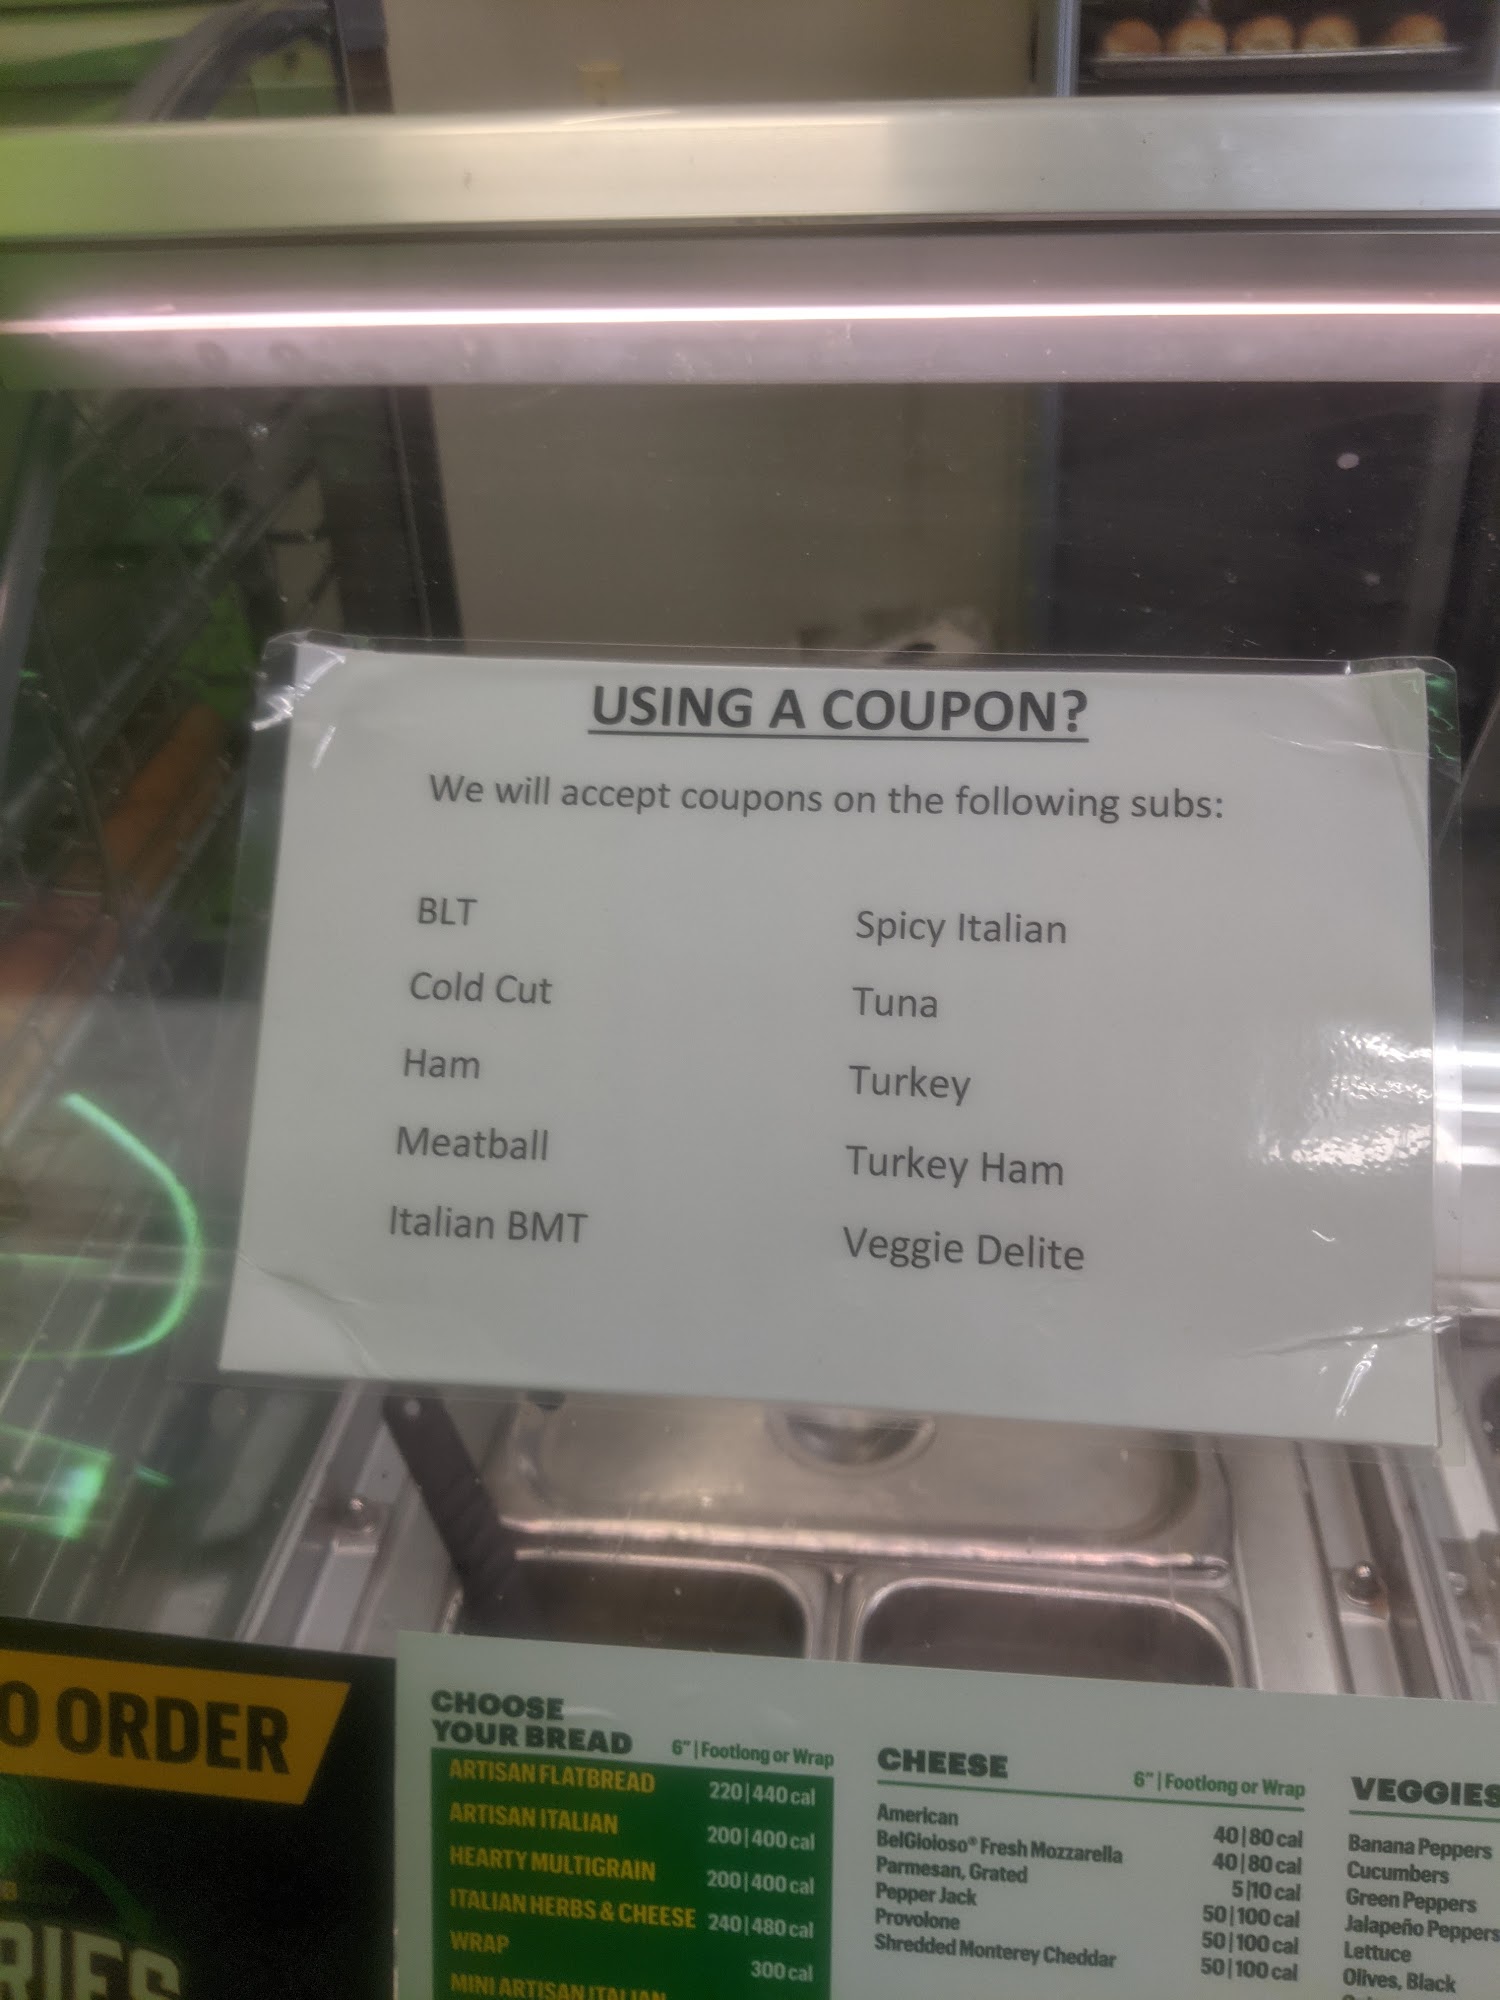 USING A COUPON?
We will accept coupons on the following subs:
BLT
Cold Cut
Ham
Meatball
Italian BMT
Spicy Italian
Tuna
Turkey
Turkey Ham
Veggie Delite
O ORDER
RIES
CHOOSE
YOUR BREAD 6" | Footlong or Wrap
ARTISAN FLATBREAD 220|440 cal
ARTISAN ITALIAN 200|400 cal
HEARTY MULTIGRAIN 200|400 cal
ITALIAN HERBS & CHEESE 240|480 cal
WRAP 300 cal
MINI ARTISAN ITALIAN
CHEESE 6" | Footlong or Wrap
American 40|80 cal
BelGioioso® Fresh Mozzarella 40|80 cal
Parmesan, Grated 5|10 cal
Pepper Jack 50|100 cal
Provolone 50|100 cal
Shredded Monterey Cheddar 50|100 cal
VEGGIES
Banana Peppers
Cucumbers
Green Peppers
Jalapeño Peppers
Lettuce
Olives, Black